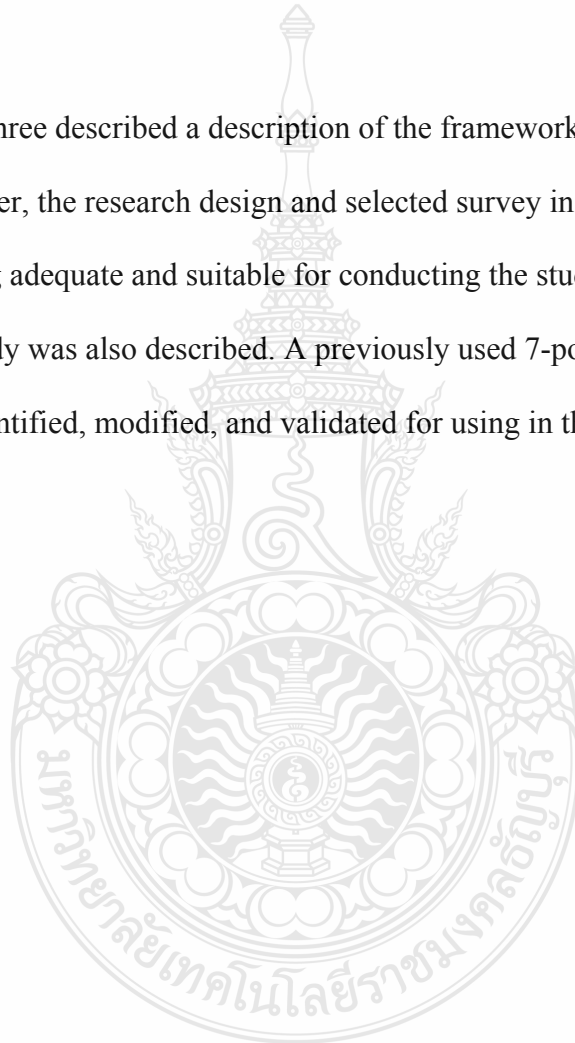 hree described a description of the framework
er, the research design and selected survey in
g adequate and suitable for conducting the stu
dy was also described. A previously used 7-po
ntified, modified, and validated for using in th
มหาวิทยาลัยเทคโนโลยีราชมงคลธัญบุรี